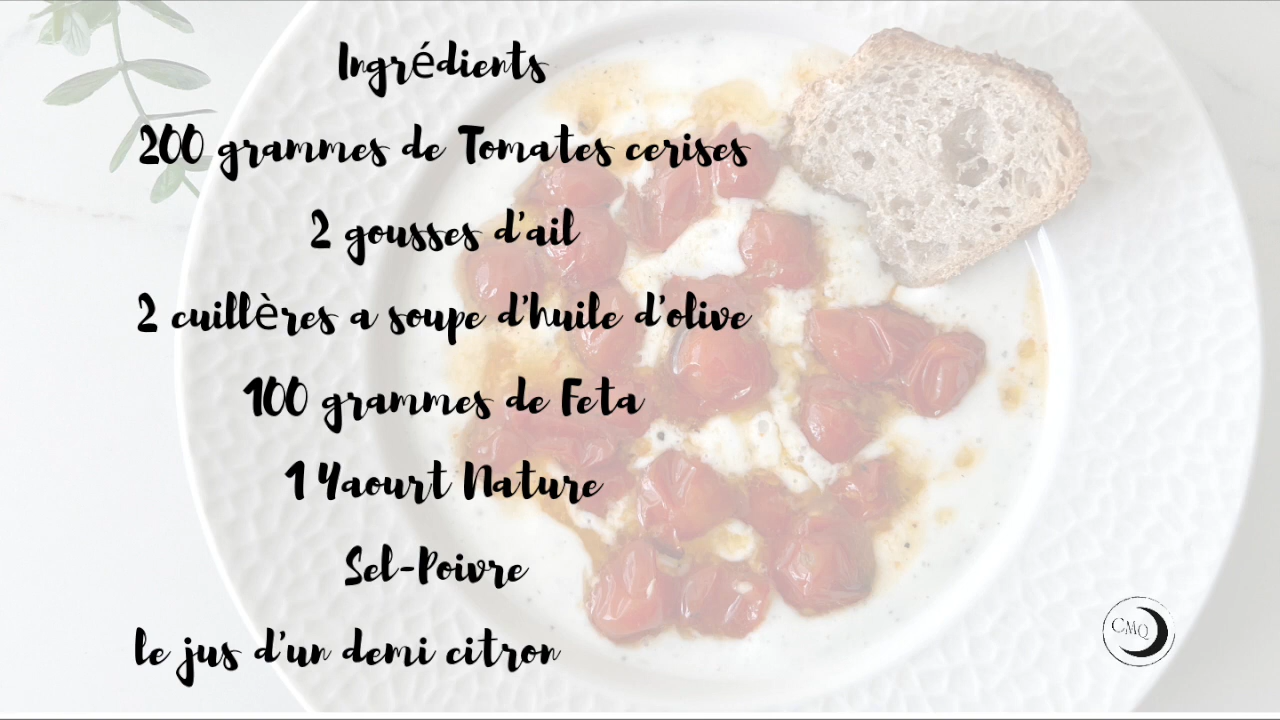 Ingrédients
200 grammes de Tomates cerises
2 gousses d'ail
2 cuillères a soupe d'huile d'olive
100 grammes de Feta
1 Yaourt Nature
Sel-Poivre
le jus d'un demi citron
CMQ